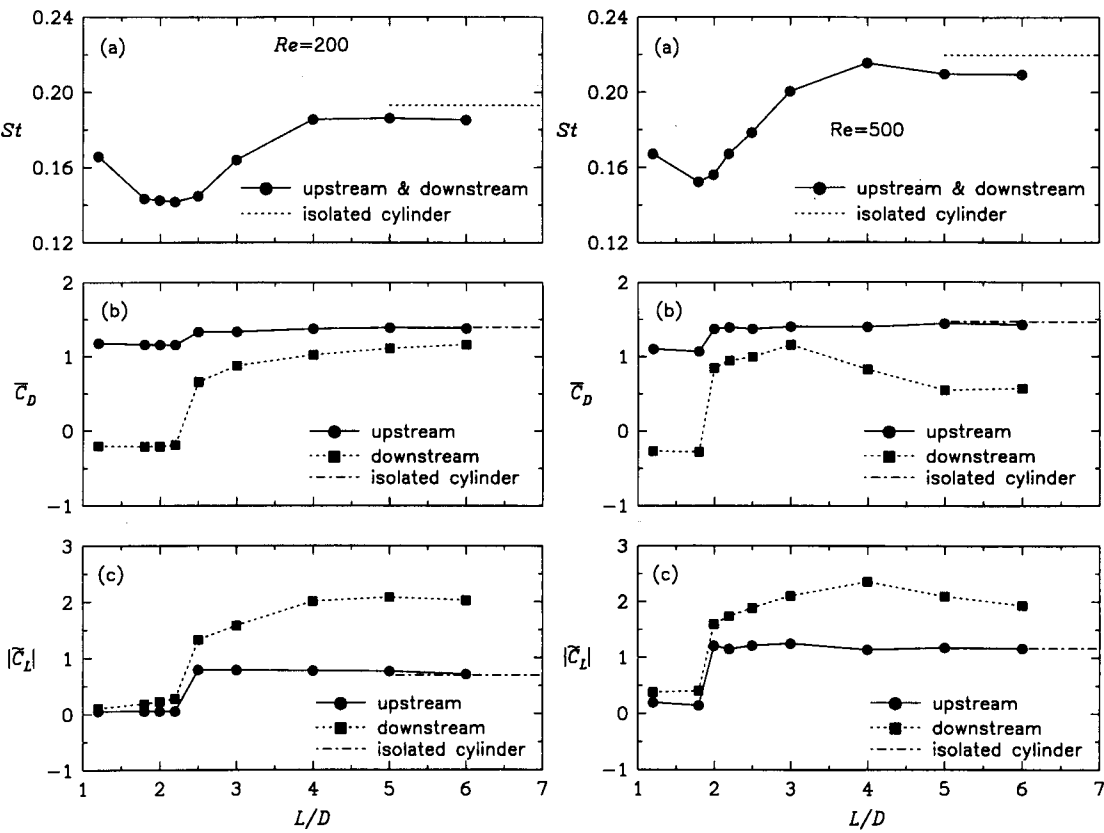 0.24
(a)
Re=200
0.20
St
0.16
upstream & downstream
isolated cylinder
0.12
2
(b)
1
C̅_D
0
upstream
downstream
isolated cylinder
−1
3
(c)
2
|C̃_L|
1
0
upstream
downstream
isolated cylinder
−1
1 2 3 4 5 6 7
L/D
0.24
(a)
0.20
St
Re=500
0.16
upstream & downstream
isolated cylinder
0.12
2
(b)
1
C̅_D
0
upstream
downstream
isolated cylinder
−1
3
(c)
2
|C̃_L|
1
0
upstream
downstream
isolated cylinder
−1
1 2 3 4 5 6 7
L/D